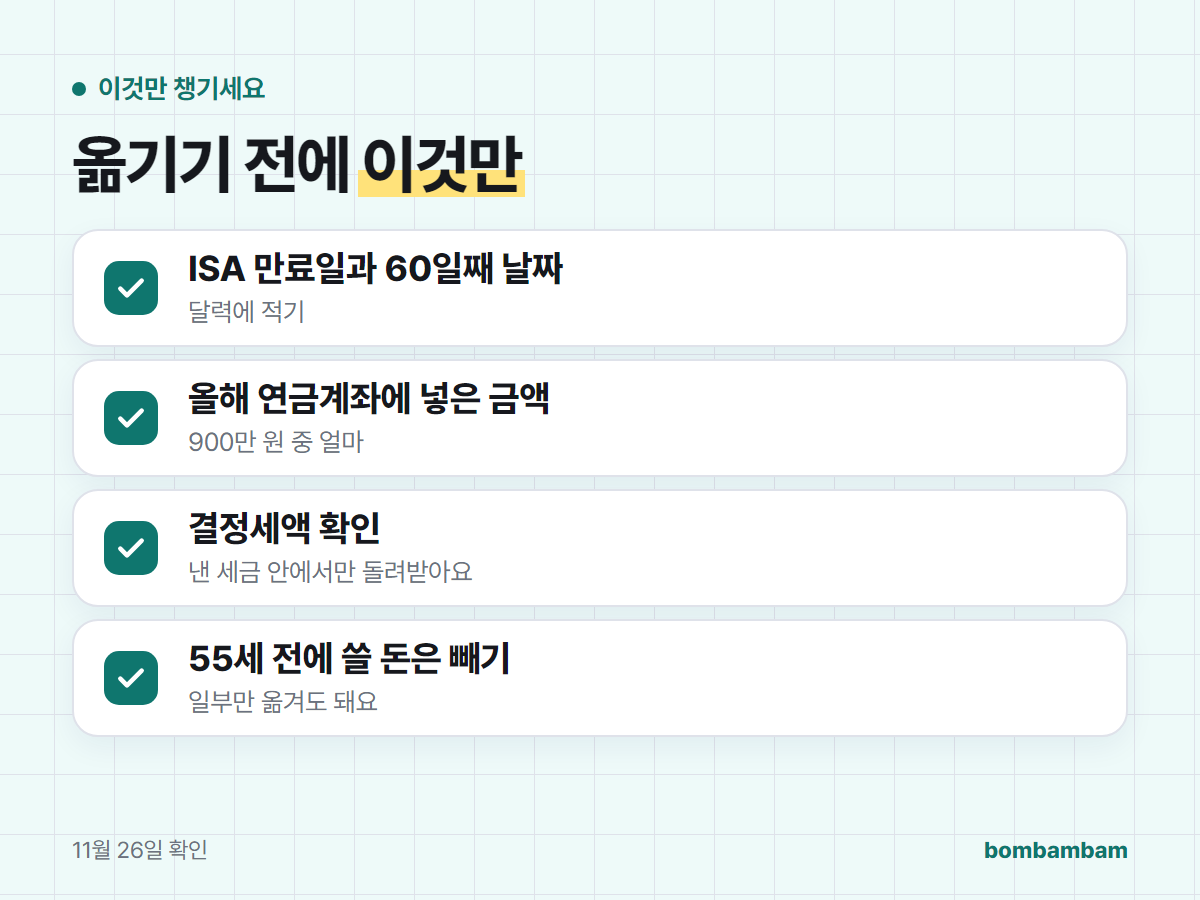 이것만 챙기세요
옮기기 전에 이것만
ISA 만료일과 60일째 날짜
달력에 적기
올해 연금계좌에 넣은 금액
900만 원 중 얼마
결정세액 확인
낸 세금 안에서만 돌려받아요
55세 전에 쓸 돈은 빼기
일부만 옮겨도 돼요
11월 26일 확인
bombambam